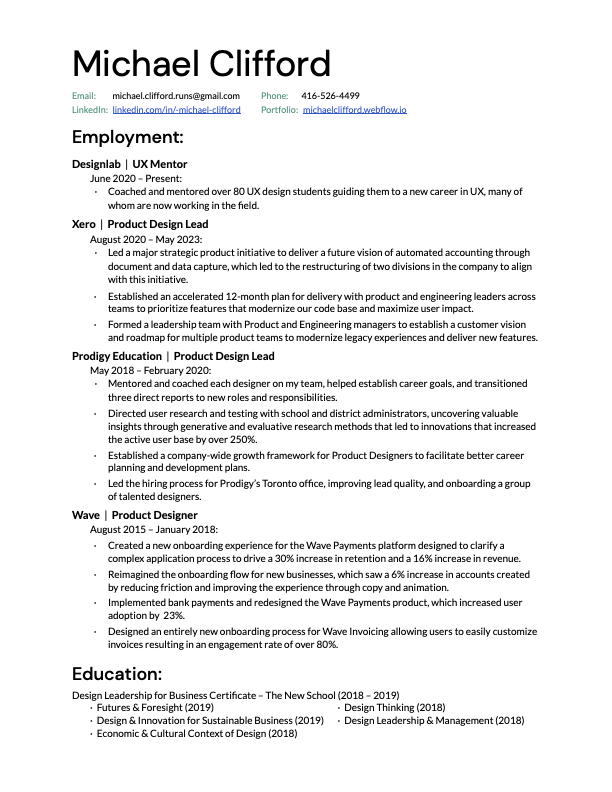 Michael Clifford
Email: michael.clifford.runs@gmail.com Phone: 416-526-4499
LinkedIn: linkedin.com/in/-michael-clifford Portfolio: michaelclifford.webflow.io
Employment:
Designlab | UX Mentor
June 2020 – Present:
· Coached and mentored over 80 UX design students guiding them to a new career in UX, many of
whom are now working in the field.
Xero | Product Design Lead
August 2020 – May 2023:
· Led a major strategic product initiative to deliver a future vision of automated accounting through
document and data capture, which led to the restructuring of two divisions in the company to align
with this initiative.
· Established an accelerated 12-month plan for delivery with product and engineering leaders across
teams to prioritize features that modernize our code base and maximize user impact.
· Formed a leadership team with Product and Engineering managers to establish a customer vision
and roadmap for multiple product teams to modernize legacy experiences and deliver new features.
Prodigy Education | Product Design Lead
May 2018 – February 2020:
· Mentored and coached each designer on my team, helped establish career goals, and transitioned
three direct reports to new roles and responsibilities.
· Directed user research and testing with school and district administrators, uncovering valuable
insights through generative and evaluative research methods that led to innovations that increased
the active user base by over 250%.
· Established a company-wide growth framework for Product Designers to facilitate better career
planning and development plans.
· Led the hiring process for Prodigy's Toronto office, improving lead quality, and onboarding a group
of talented designers.
Wave | Product Designer
August 2015 – January 2018:
· Created a new onboarding experience for the Wave Payments platform designed to clarify a
complex application process to drive a 30% increase in retention and a 16% increase in revenue.
· Reimagined the onboarding flow for new businesses, which saw a 6% increase in accounts created
by reducing friction and improving the experience through copy and animation.
· Implemented bank payments and redesigned the Wave Payments product, which increased user
adoption by 23%.
· Designed an entirely new onboarding process for Wave Invoicing allowing users to easily customize
invoices resulting in an engagement rate of over 80%.
Education:
Design Leadership for Business Certificate – The New School (2018 – 2019)
· Futures & Foresight (2019) · Design Thinking (2018)
· Design & Innovation for Sustainable Business (2019) · Design Leadership & Management (2018)
· Economic & Cultural Context of Design (2018)